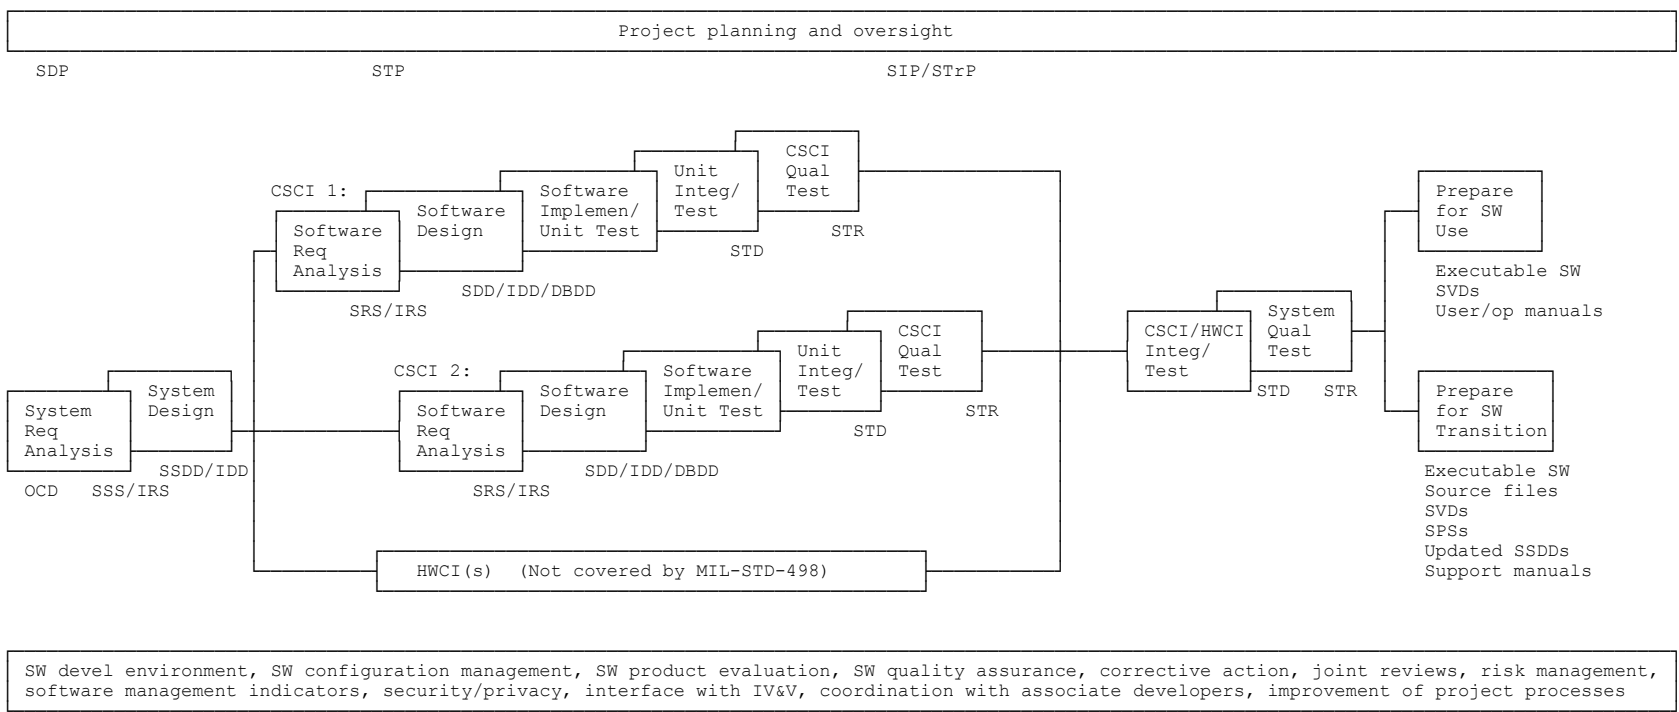 Project planning and oversight
SDP
STP
SIP/STrP
CSCI 1:
Software
Req
Analysis
SRS/IRS
Software
Design
SDD/IDD/DBDD
Software
Implemen/
Unit Test
Unit
Integ/
Test
STD
CSCI
Qual
Test
STR
System
Req
Analysis
OCD
SSS/IRS
System
Design
SSDD/IDD
CSCI 2:
Software
Req
Analysis
SRS/IRS
Software
Design
SDD/IDD/DBDD
Software
Implemen/
Unit Test
Unit
Integ/
Test
STD
CSCI
Qual
Test
STR
HWCI(s) (Not covered by MIL-STD-498)
CSCI/HWCI
Integ/
Test
STD
System
Qual
Test
STR
Prepare
for SW
Use
Executable SW
SVDs
User/op manuals
Prepare
for SW
Transition
Executable SW
Source files
SVDs
SPSs
Updated SSDDs
Support manuals
SW devel environment, SW configuration management, SW product evaluation, SW quality assurance, corrective action, joint reviews, risk management,
software management indicators, security/privacy, interface with IV&V, coordination with associate developers, improvement of project processes